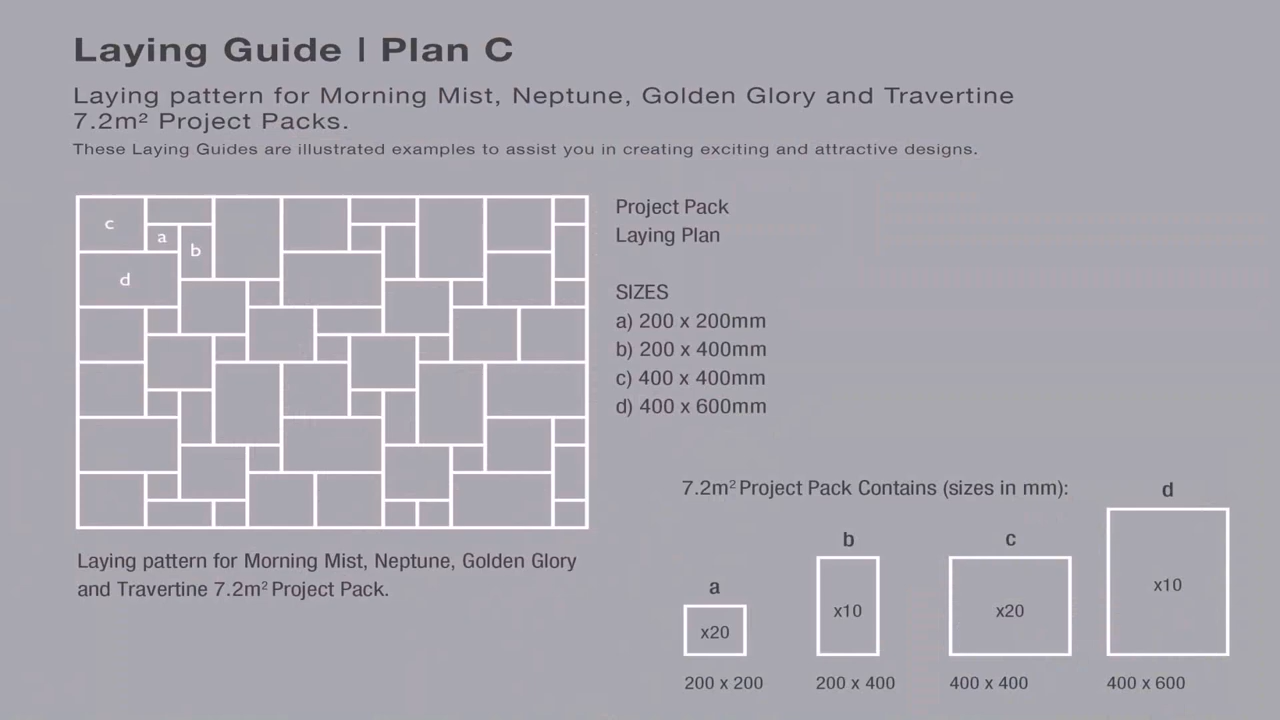 Laying Guide | Plan C
Laying pattern for Morning Mist, Neptune, Golden Glory and Travertine
7.2m² Project Packs.
These Laying Guides are illustrated examples to assist you in creating exciting and attractive designs.
c
a
b
d
Project Pack
Laying Plan
SIZES
a) 200 x 200mm
b) 200 x 400mm
c) 400 x 400mm
d) 400 x 600mm
Laying pattern for Morning Mist, Neptune, Golden Glory
and Travertine 7.2m² Project Pack.
7.2m² Project Pack Contains (sizes in mm):
a
b
c
d
x20
x10
x20
x10
200 x 200
200 x 400
400 x 400
400 x 600